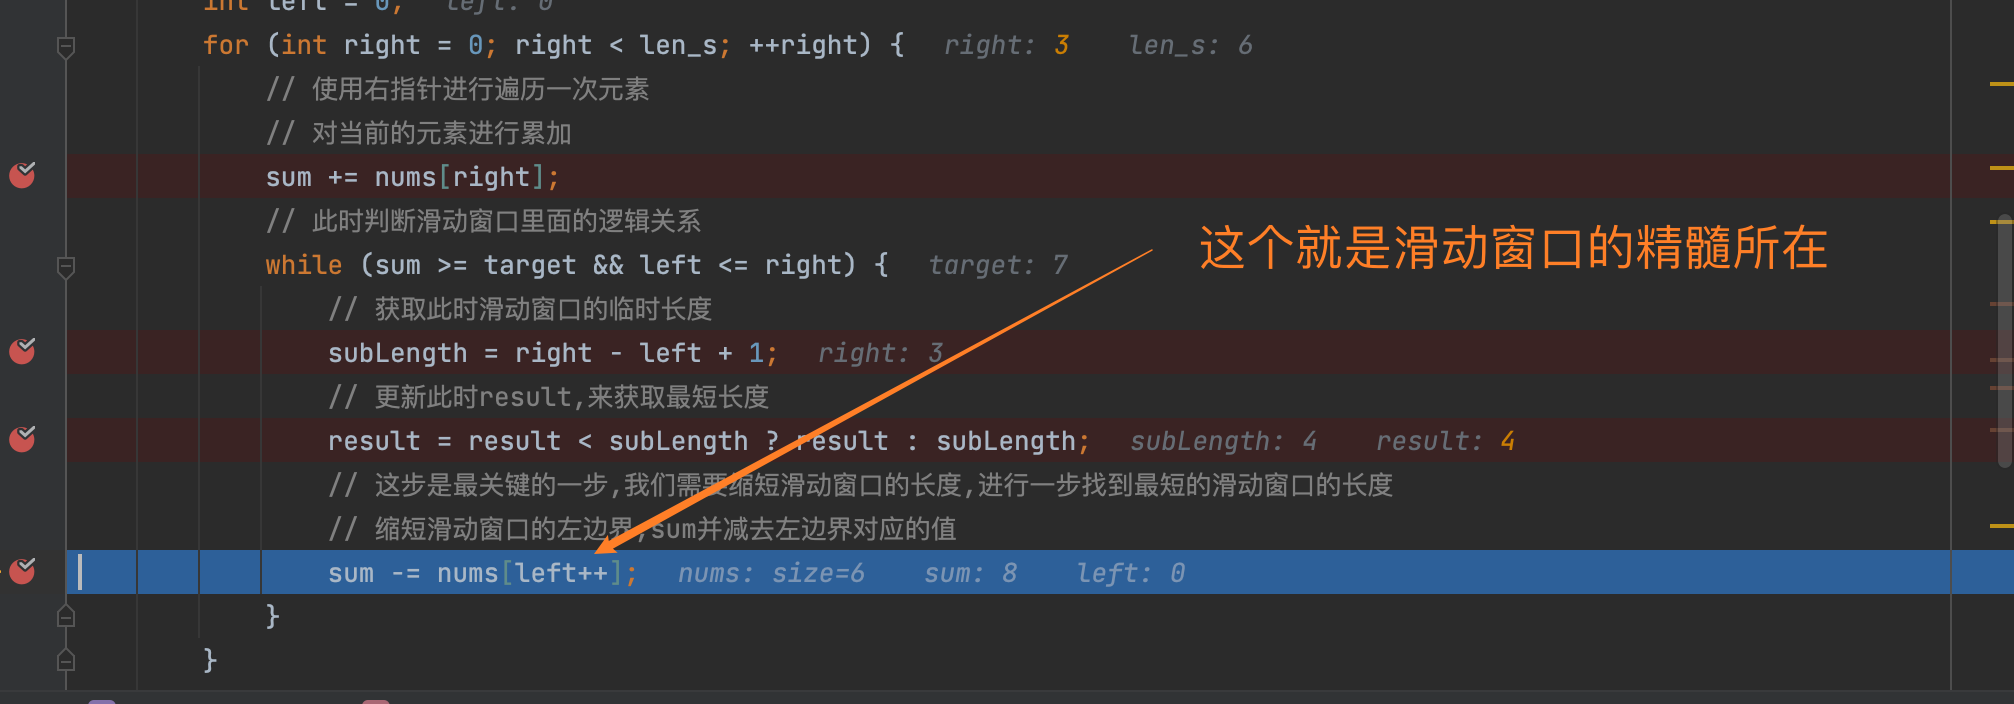 int left = 0;   left: 0
for (int right = 0; right < len_s; ++right) {   right: 3   len_s: 6
// 使用右指针进行遍历一次元素
// 对当前的元素进行累加
sum += nums[right];
// 此时判断滑动窗口里面的逻辑关系
这个就是滑动窗口的精髓所在
while (sum >= target && left <= right) {   target: 7
// 获取此时滑动窗口的临时长度
subLength = right - left + 1;   right: 3
// 更新此时result,来获取最短长度
result = result < subLength ? result : subLength;   subLength: 4   result: 4
// 这步是最关键的一步,我们需要缩短滑动窗口的长度,进行一步找到最短的滑动窗口的长度
// 缩短滑动窗口的左边界,sum并减去左边界对应的值
sum -= nums[left++];   nums: size=6   sum: 8   left: 0
}
}